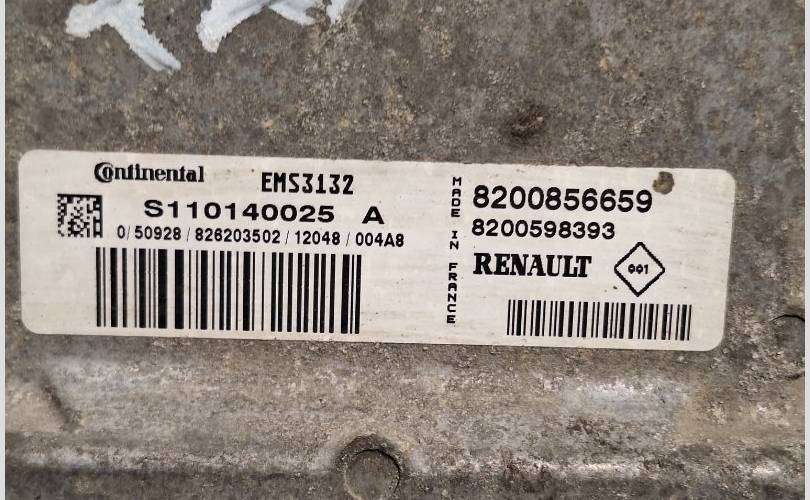 Continental EMS3132
S110140025 A
0/50928/826203502/12048/004A8
MADE IN FRANCE
8200856659
8200598393
RENAULT 001